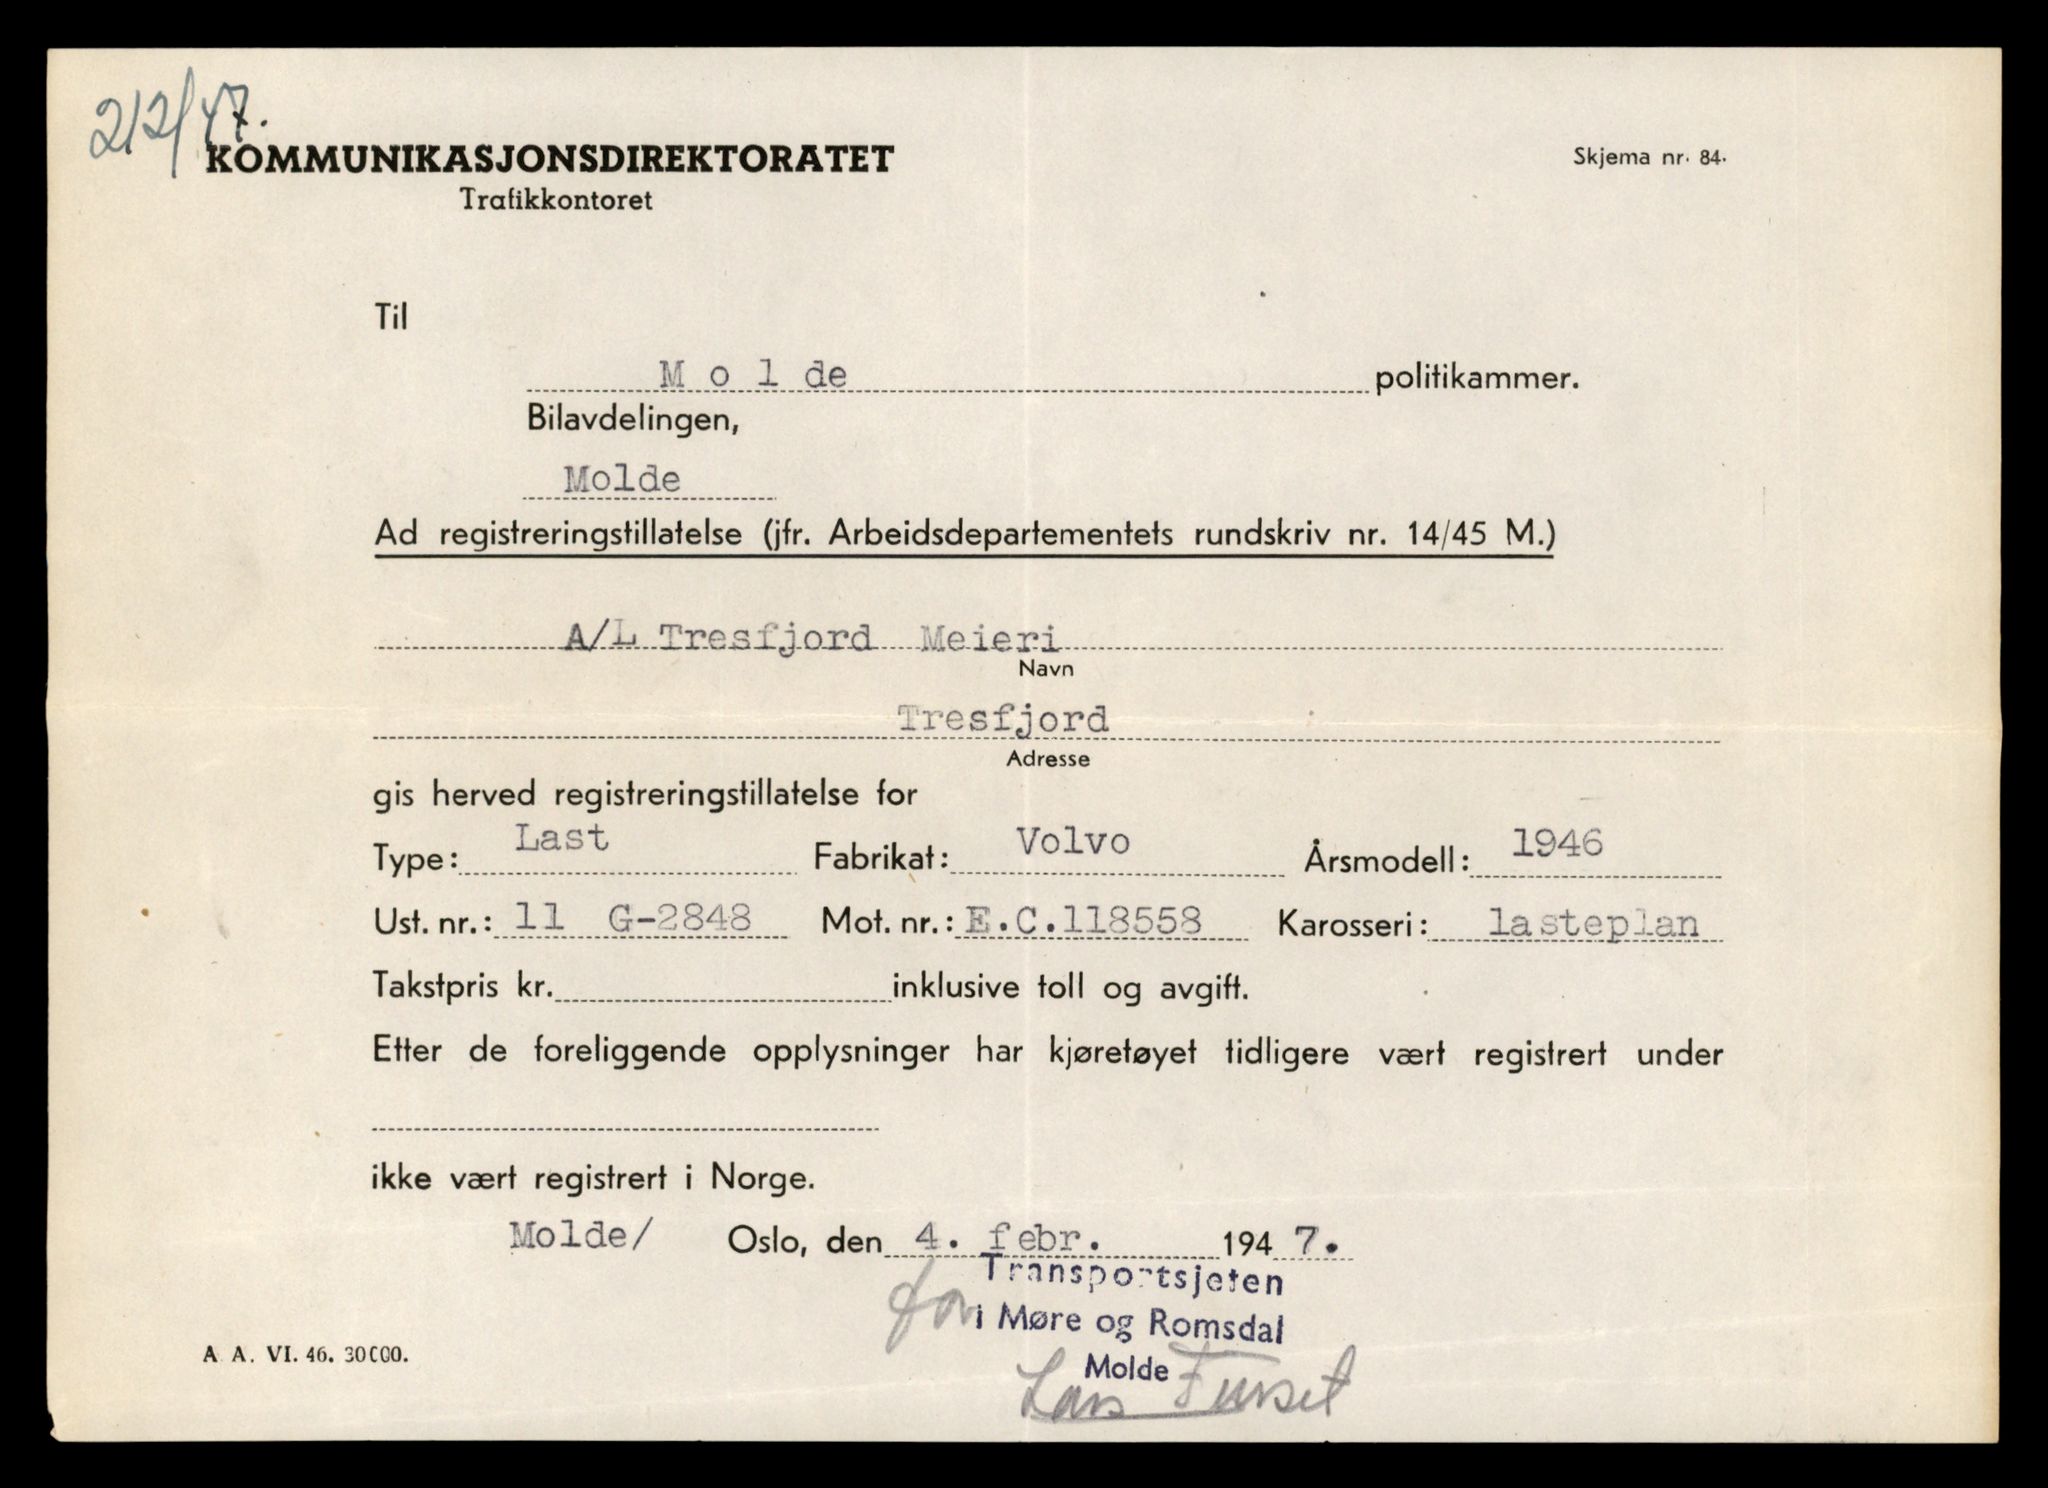 212/47.
KOMMUNIKASJONSDIREKTORATET
Trafikkontoret
Skjema nr. 84.
Til
Molde politikammer.
Bilavdelingen,
Molde
Ad registreringstillatelse (jfr. Arbeidsdepartementets rundskriv nr. 14/45 M.)
A/L Tresfjord Meieri
Navn
Tresfjord
Adresse
gis herved registreringstillatelse for
Type: Last Fabrikat: Volvo Årsmodell: 1946
Ust. nr.: 11 G-2848 Mot. nr.: E.C.118558 Karosseri: lasteplan
Takstpris kr. inklusive toll og avgift.
Etter de foreliggende opplysninger har kjøretøyet tidligere vært registrert under
ikke vært registrert i Norge.
Molde/ Oslo, den 4. febr. 1947.
Transportsjefen
for i Møre og Romsdal
Molde
Lars Furset
A A. VI. 46. 30000.